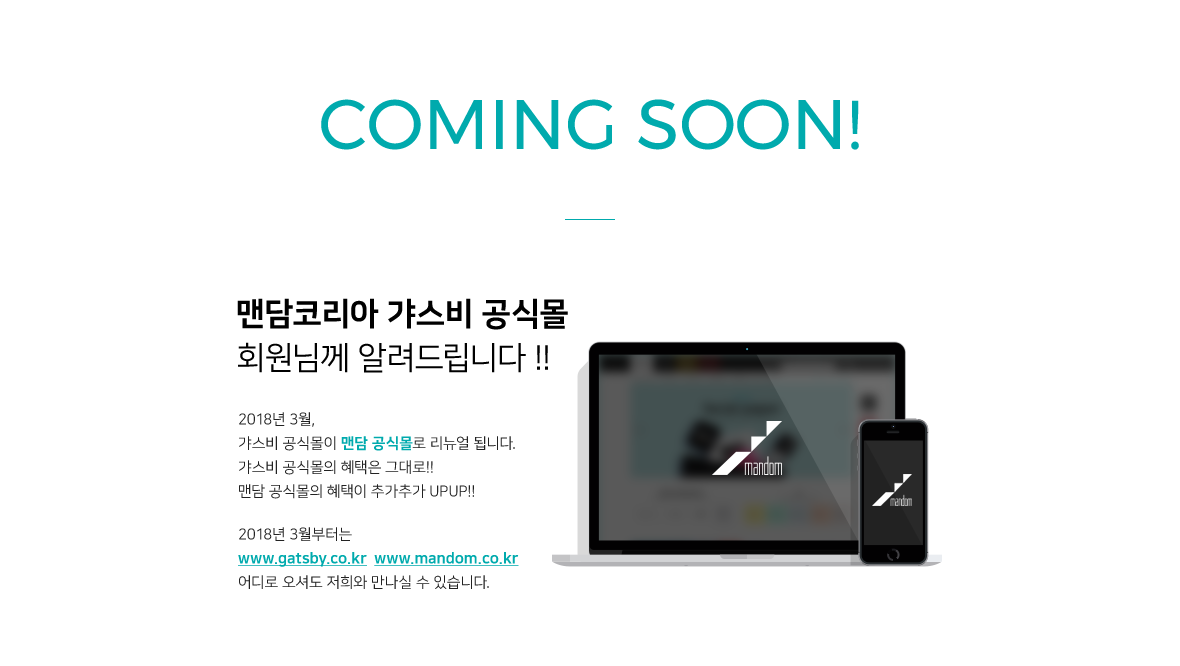 COMING SOON!
맨담코리아 갸스비 공식몰
회원님께 알려드립니다 !!
2018년 3월,
갸스비 공식몰이 맨담 공식몰로 리뉴얼 됩니다.
갸스비 공식몰의 혜택은 그대로!!
맨담 공식몰의 혜택이 추가추가 UPUP!!
2018년 3월부터는
www.gatsby.co.kr www.mandom.co.kr
어디로 오셔도 저희와 만나실 수 있습니다.
mandom
mandom